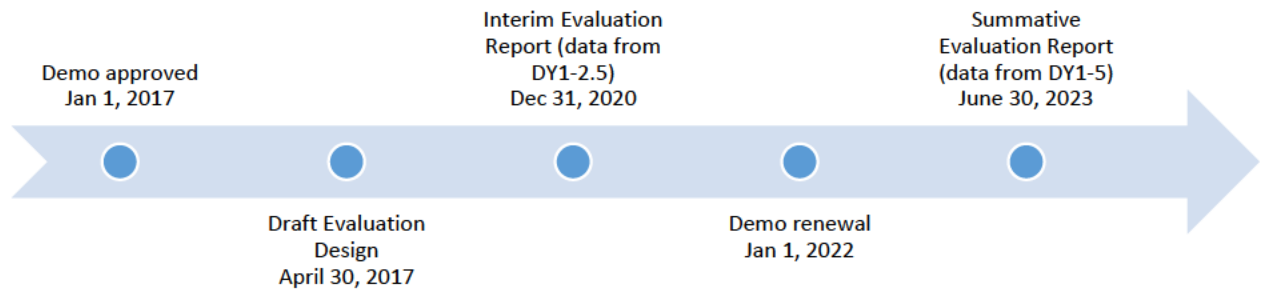 Demo approved
Jan 1, 2017
Draft Evaluation
Design
April 30, 2017
Interim Evaluation
Report (data from
DY1-2.5)
Dec 31, 2020
Demo renewal
Jan 1, 2022
Summative
Evaluation Report
(data from DY1-5)
June 30, 2023